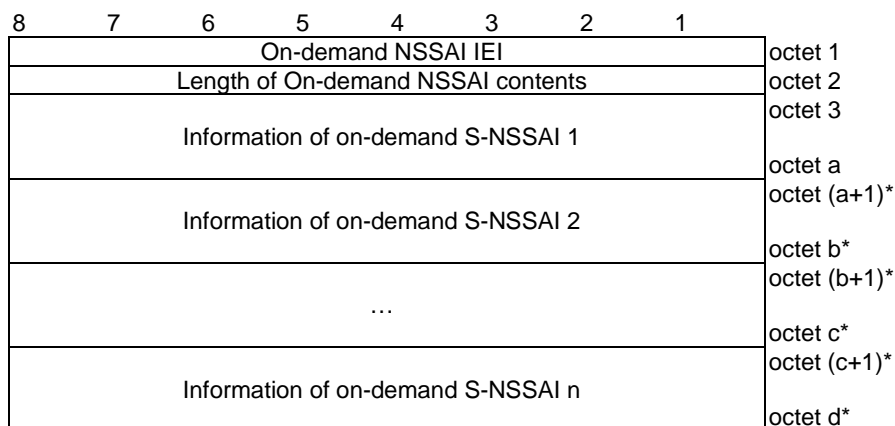 8 7 6 5 4 3 2 1
On-demand NSSAI IEI octet 1
Length of On-demand NSSAI contents octet 2
octet 3
Information of on-demand S-NSSAI 1
octet a
octet (a+1)*
Information of on-demand S-NSSAI 2
octet b*
octet (b+1)*
…
octet c*
octet (c+1)*
Information of on-demand S-NSSAI n
octet d*